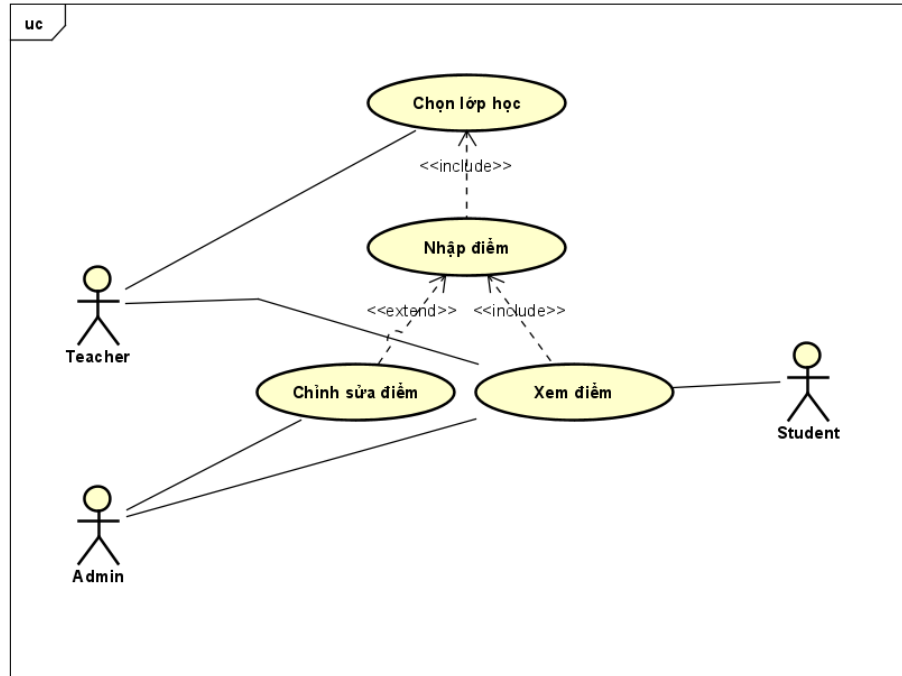 uc
Chọn lớp học
<<include>>
Nhập điểm
<<extend>>
<<include>>
Teacher
Chỉnh sửa điểm
Xem điểm
Student
Admin